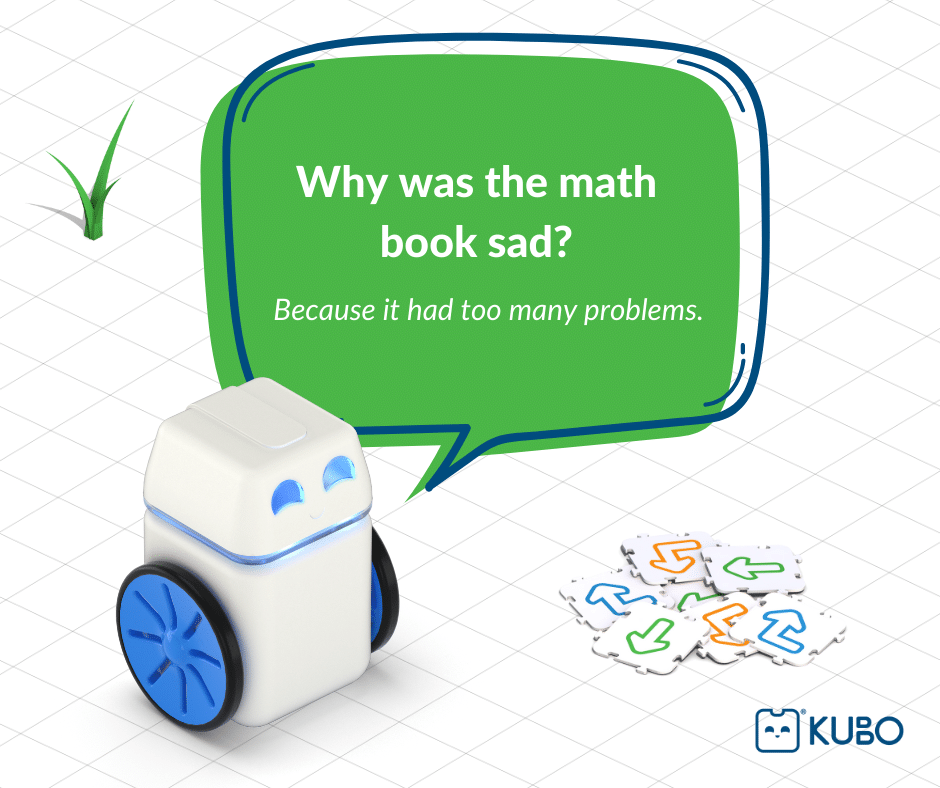 Why was the math
book sad?
Because it had too many problems.
KUBO®